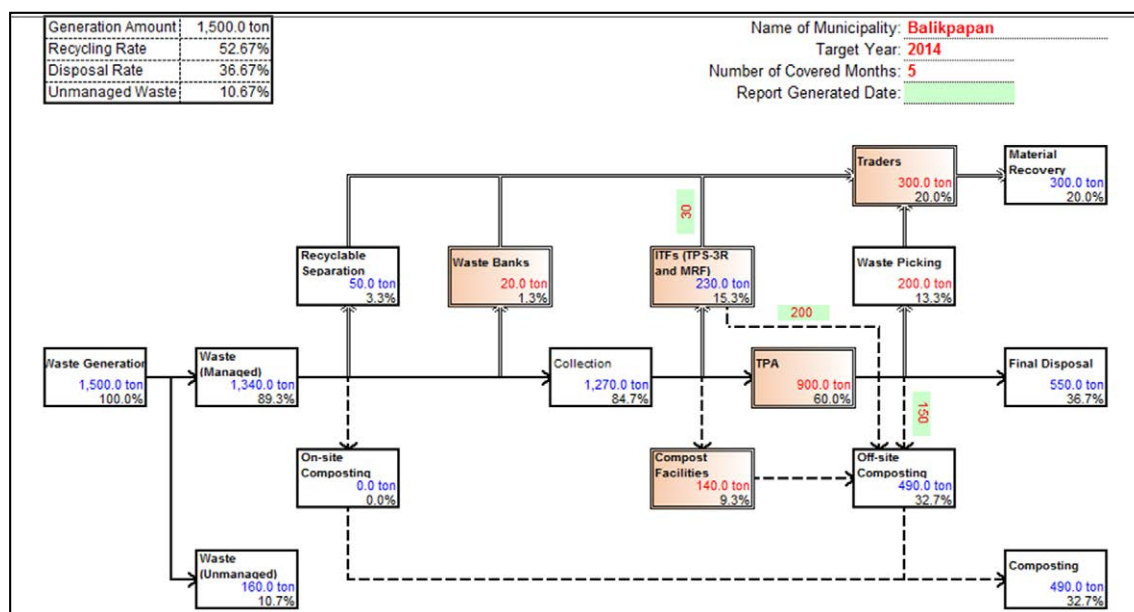 Generation Amount 1,500.0 ton
Recycling Rate 52.67%
Disposal Rate 36.67%
Unmanaged Waste 10.67%
Name of Municipality: Balikpapan
Target Year: 2014
Number of Covered Months: 5
Report Generated Date:
Traders
300.0 ton
20.0%
Material
Recovery
300.0 ton
20.0%
30
Recyclable
Separation
50.0 ton
3.3%
Waste Banks
20.0 ton
1.3%
ITFs (TPS-3R
and MRF)
230.0 ton
15.3%
Waste Picking
200.0 ton
13.3%
200
Waste Generation
1,500.0 ton
100.0%
Waste
(Managed)
1,340.0 ton
89.3%
Collection
1,270.0 ton
84.7%
TPA
900.0 ton
60.0%
Final Disposal
550.0 ton
36.7%
150
On-site
Composting
0.0 ton
0.0%
Compost
Facilities
140.0 ton
9.3%
Off-site
Composting
490.0 ton
32.7%
Waste
(Unmanaged)
160.0 ton
10.7%
Composting
490.0 ton
32.7%